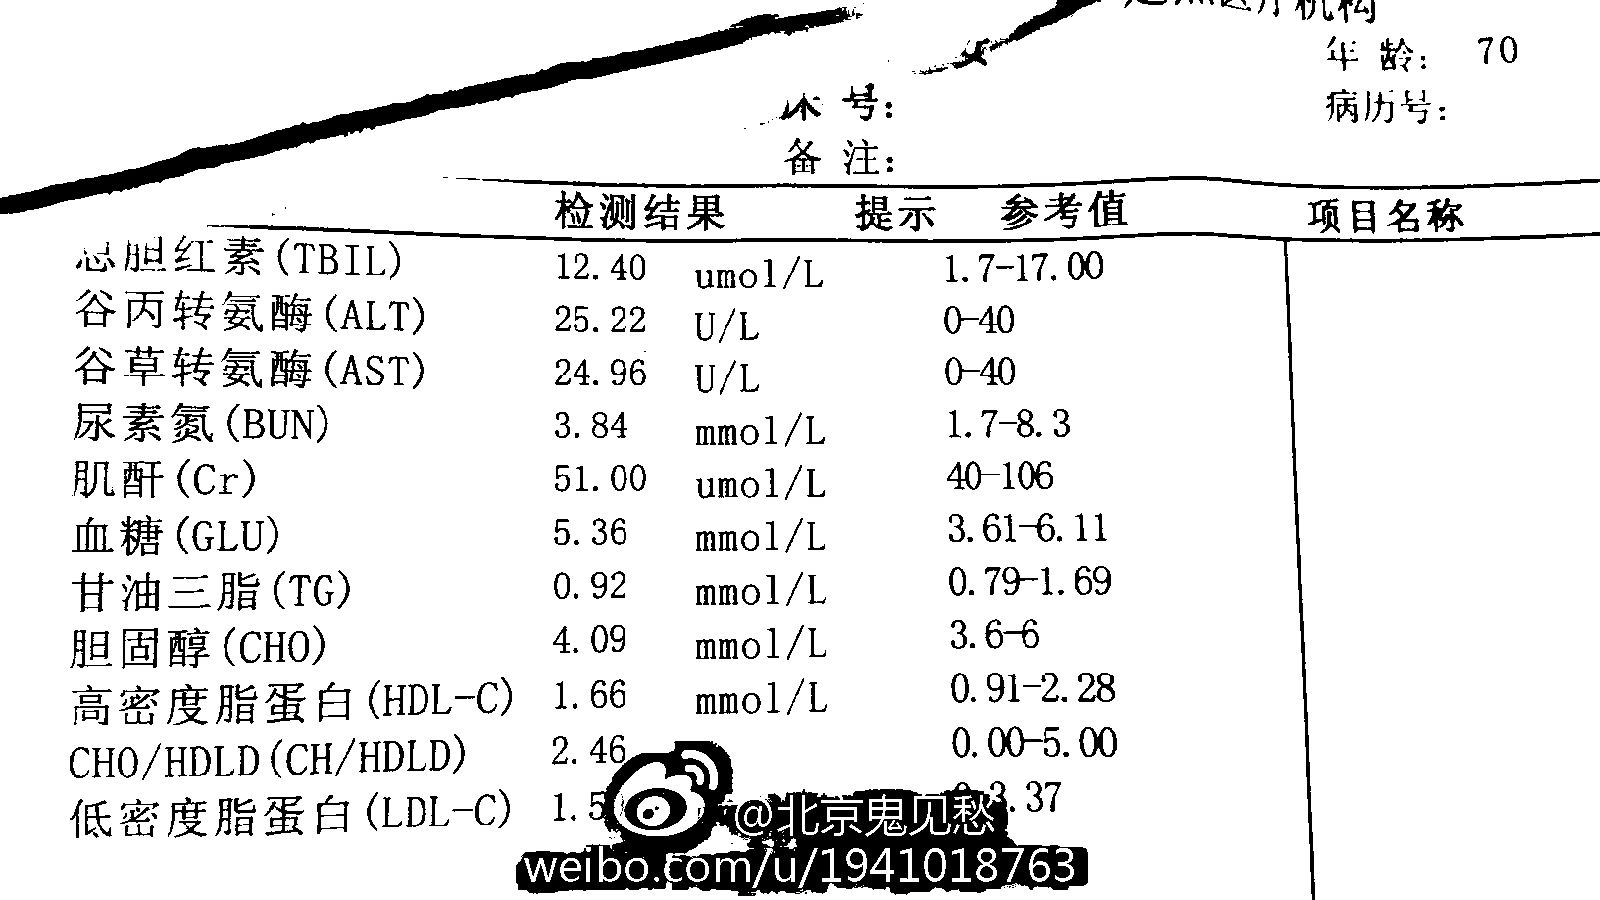 机构
年 龄: 70
号:
病历号:
备 注:
检测结果 提示 参考值 项目名称
总胆红素(TBIL) 12.40 umol/L 1.7-17.00
谷丙转氨酶(ALT) 25.22 U/L 0-40
谷草转氨酶(AST) 24.96 U/L 0-40
尿素氮(BUN) 3.84 mmol/L 1.7-8.3
肌酐(Cr) 51.00 umol/L 40-106
血糖(GLU) 5.36 mmol/L 3.61-6.11
甘油三脂(TG) 0.92 mmol/L 0.79-1.69
胆固醇(CHO) 4.09 mmol/L 3.6-6
高密度脂蛋白(HDL-C) 1.66 mmol/L 0.91-2.28
CHO/HDLD(CH/HDLD) 2.46 0.00-5.00
低密度脂蛋白(LDL-C) 1.5 3.37
@北京鬼见愁
weibo.com/u/1941018763